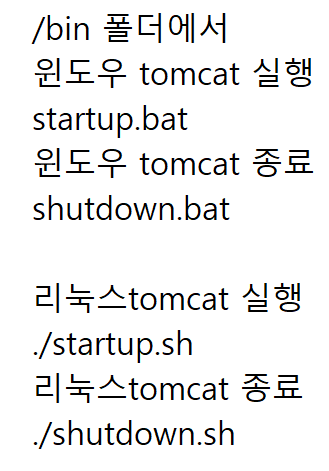 /bin 폴더에서
윈도우 tomcat 실행
startup.bat
윈도우 tomcat 종료
shutdown.bat
리눅스tomcat 실행
./startup.sh
리눅스tomcat 종료
./shutdown.sh